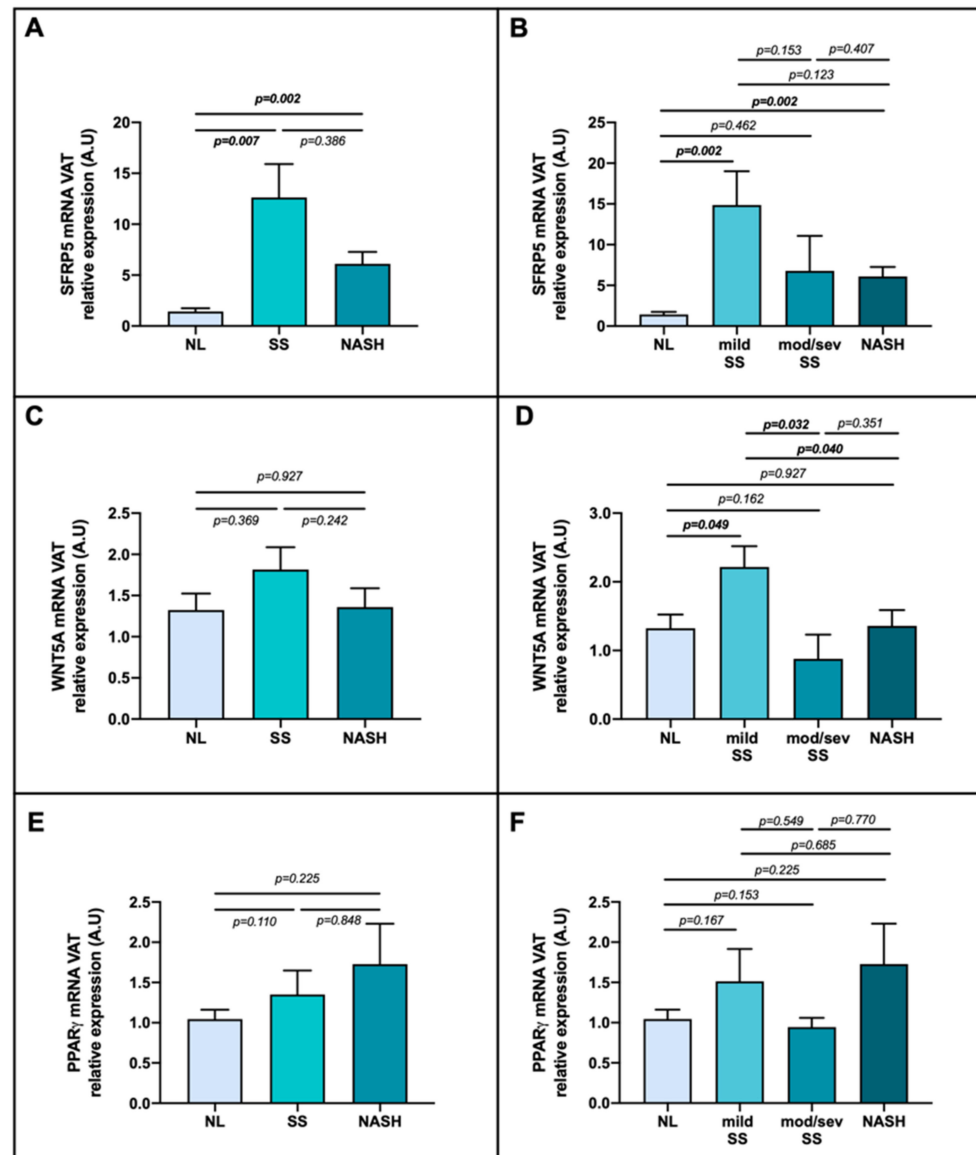 A
p=0.002
p=0.007
p=0.386
SFRP5 mRNA VAT
relative expression (A.U)
20
15
10
5
0
NL
SS
NASH
B
p=0.153
p=0.407
p=0.123
p=0.002
p=0.462
p=0.002
SFRP5 mRNA VAT
relative expression (A.U)
25
20
15
10
5
0
NL
mild
SS
mod/sev
SS
NASH
C
p=0.927
p=0.369
p=0.242
WNT5A mRNA VAT
relative expression (A.U)
2.5
2.0
1.5
1.0
0.5
0.0
NL
SS
NASH
D
p=0.032
p=0.351
p=0.040
p=0.927
p=0.162
p=0.049
WNT5A mRNA VAT
relative expression (A.U)
3.0
2.0
1.0
0.0
NL
mild
SS
mod/sev
SS
NASH
E
p=0.225
p=0.110
p=0.848
PPARγ mRNA VAT
relative expression (A.U)
2.5
2.0
1.5
1.0
0.5
0.0
NL
SS
NASH
F
p=0.549
p=0.770
p=0.685
p=0.225
p=0.153
p=0.167
PPARγ mRNA VAT
relative expression (A.U)
2.5
2.0
1.5
1.0
0.5
0.0
NL
mild
SS
mod/sev
SS
NASH